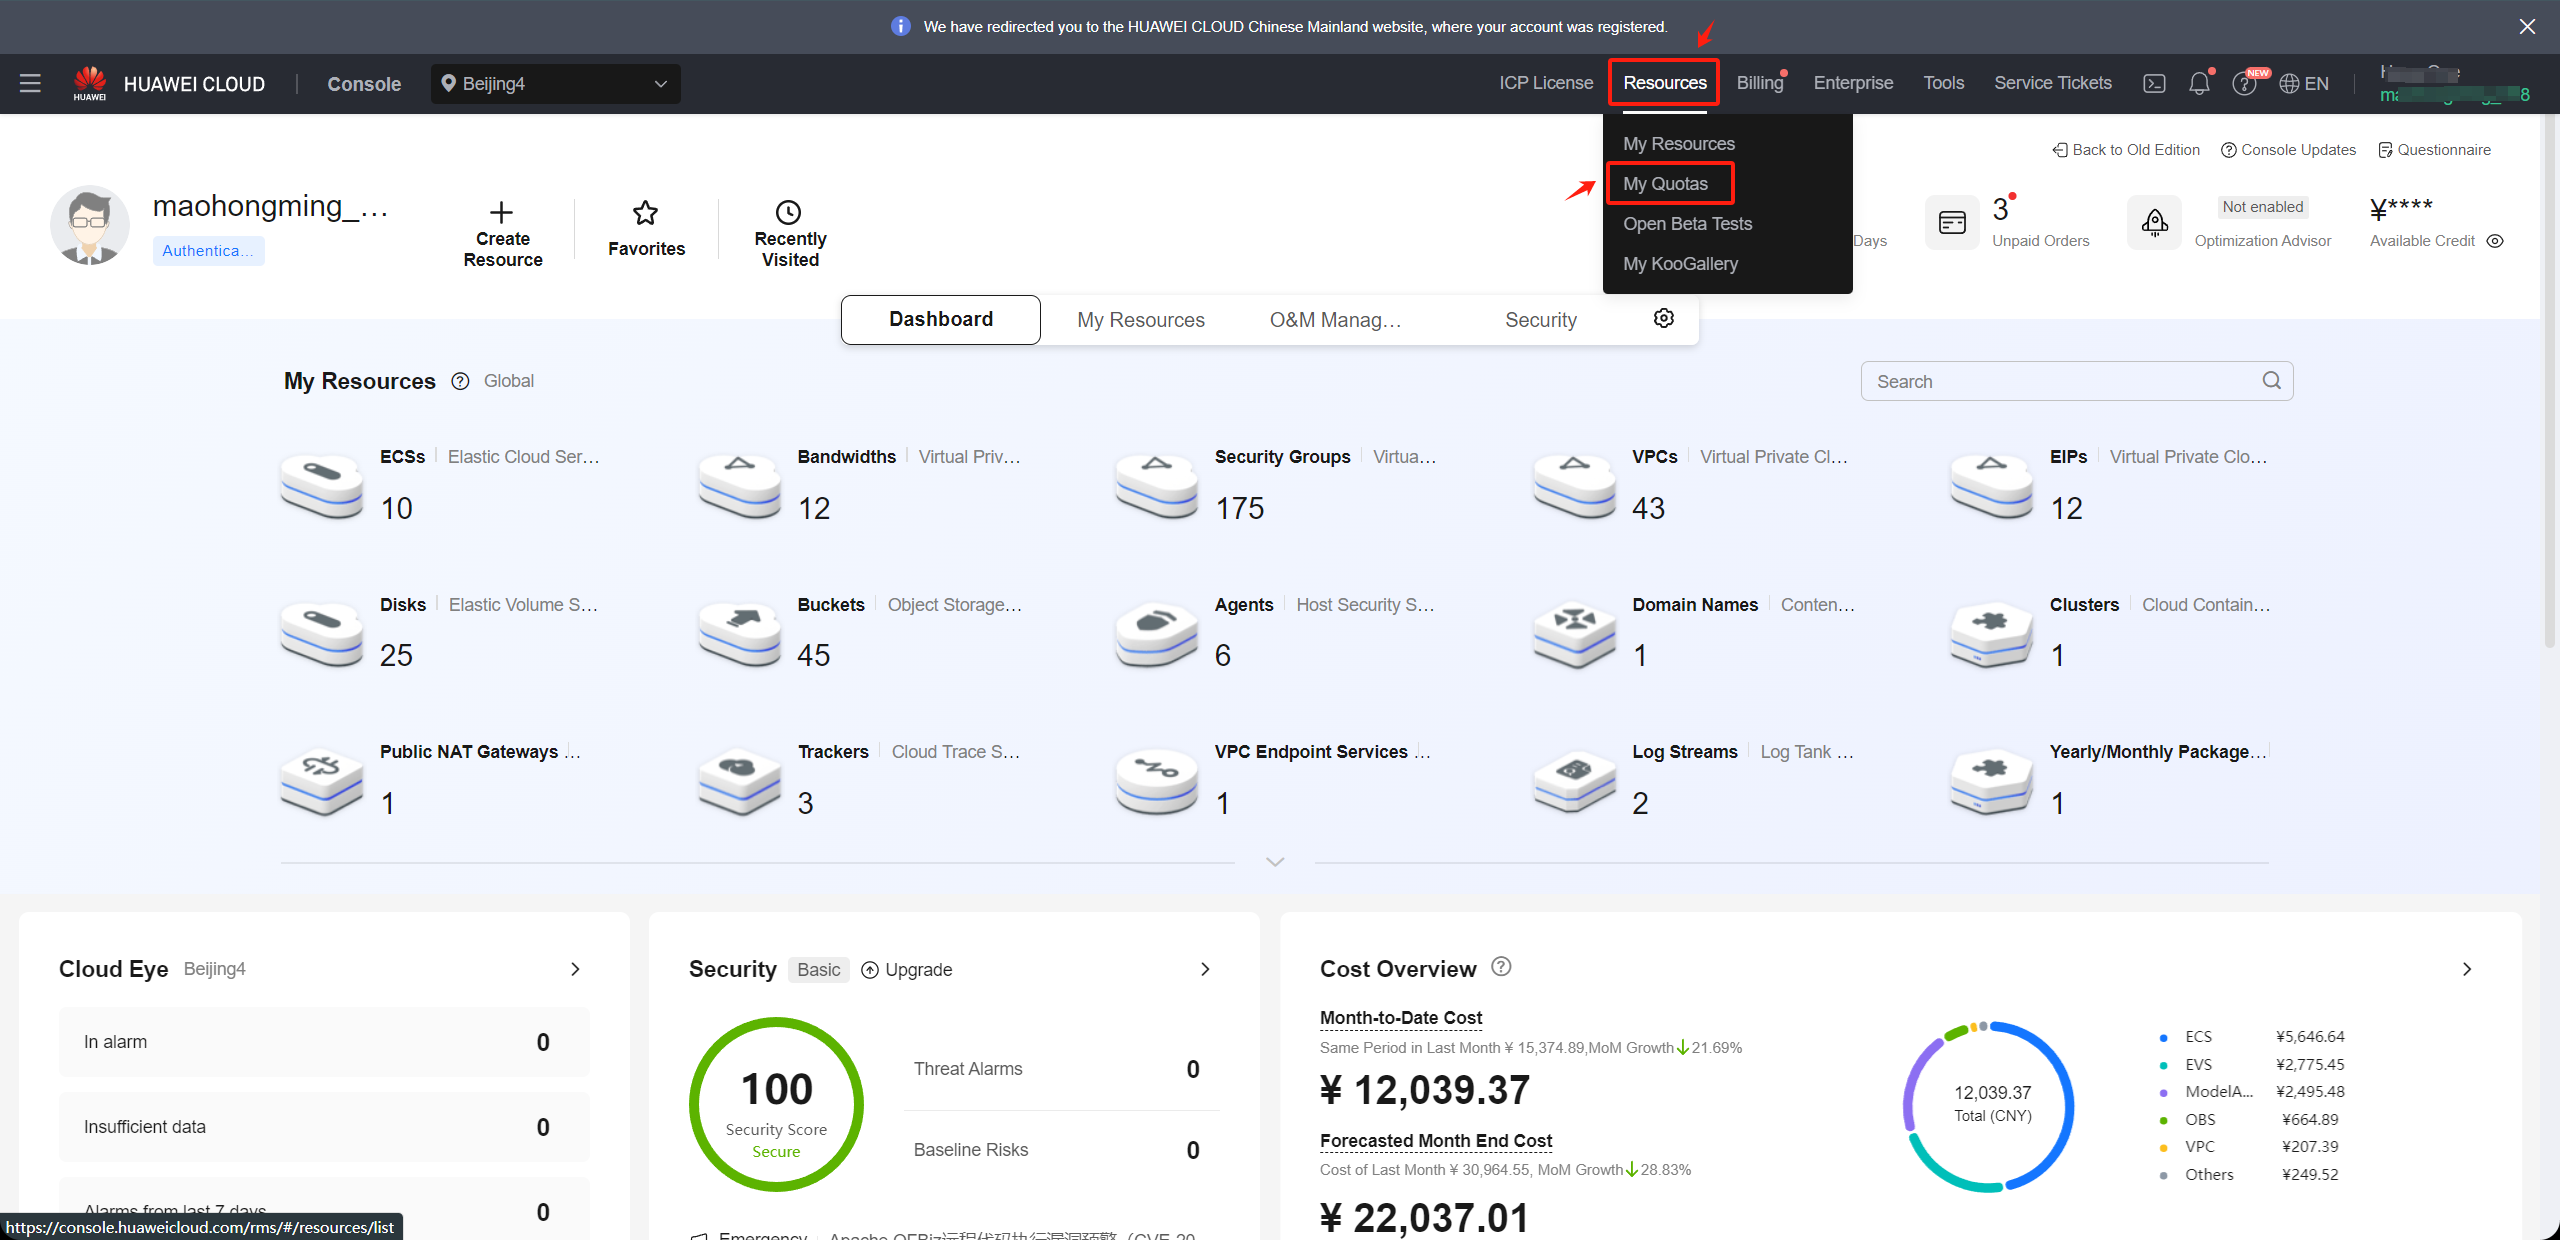 We have redirected you to the HUAWEI CLOUD Chinese Mainland website, where your account was registered.
HUAWEI
HUAWEI CLOUD
Console
Beijing4
ICP License
Resources
Billing
Enterprise
Tools
Service Tickets
NEW
EN
My Resources
My Quotas
Open Beta Tests
My KooGallery
Back to Old Edition
Console Updates
Questionnaire
maohongming_...
Authentica...
Create Resource
Favorites
Recently Visited
Days
3
Unpaid Orders
Not enabled
Optimization Advisor
¥****
Available Credit
Dashboard
My Resources
O&M Manag...
Security
My Resources
Global
Search
ECSs | Elastic Cloud Ser...
10
Bandwidths | Virtual Priv...
12
Security Groups | Virtua...
175
VPCs | Virtual Private Cl...
43
EIPs | Virtual Private Clo...
12
Disks | Elastic Volume S...
25
Buckets | Object Storage...
45
Agents | Host Security S...
6
Domain Names | Conten...
1
Clusters | Cloud Contain...
1
Public NAT Gateways ...
1
Trackers | Cloud Trace S...
3
VPC Endpoint Services ...
1
Log Streams | Log Tank ...
2
Yearly/Monthly Package...
1
Cloud Eye Beijing4
In alarm 0
Insufficient data 0
Alarms from last 7 days 0
https://console.huaweicloud.com/rms/#/resources/list
Security Basic Upgrade
100
Security Score
Secure
Threat Alarms 0
Baseline Risks 0
Emergency | Apache OFBiz远程代码执行漏洞预警（CVE-20
Cost Overview
Month-to-Date Cost
Same Period in Last Month ¥ 15,374.89,MoM Growth 21.69%
¥ 12,039.37
Forecasted Month End Cost
Cost of Last Month ¥ 30,964.55, MoM Growth 28.83%
¥ 22,037.01
12,039.37
Total (CNY)
ECS ¥5,646.64
EVS ¥2,775.45
ModelA... ¥2,495.48
OBS ¥664.89
VPC ¥207.39
Others ¥249.52